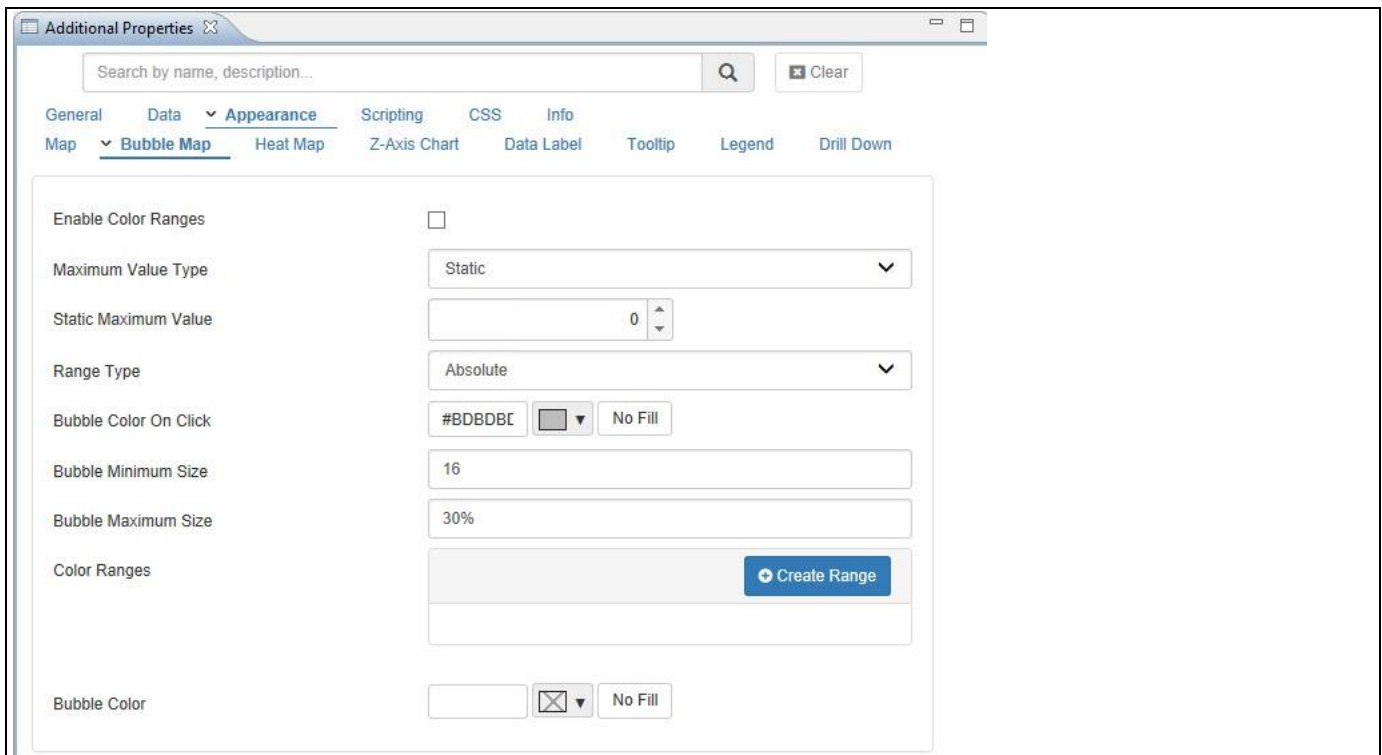 Additional Properties
Search by name, description...
Clear
General Data Appearance Scripting CSS Info
Map Bubble Map Heat Map Z-Axis Chart Data Label Tooltip Legend Drill Down
Enable Color Ranges
Maximum Value Type Static
Static Maximum Value 0
Range Type Absolute
Bubble Color On Click #BDBDBD No Fill
Bubble Minimum Size 16
Bubble Maximum Size 30%
Color Ranges Create Range
Bubble Color No Fill